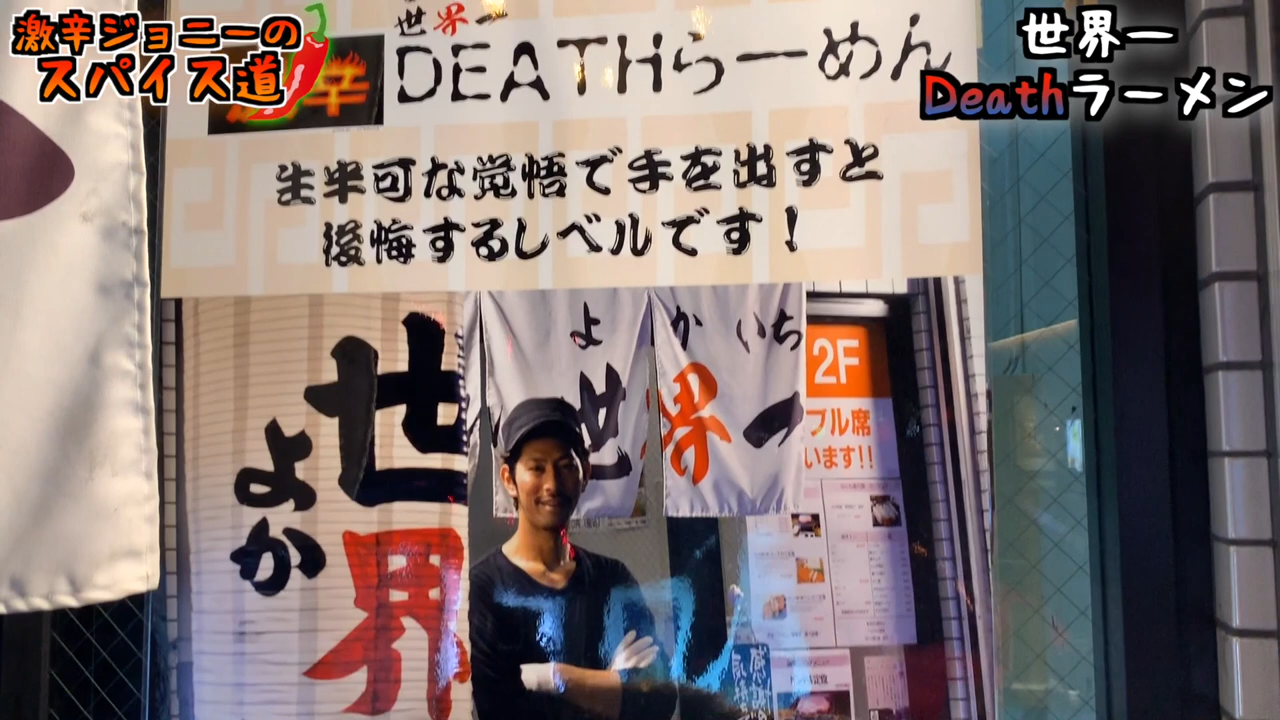 激辛ジョニーの
スパイス道
世界一
Deathラーメン
世界一
辛
DEATHらーめん
生半可な覚悟で手を出すと
後悔するレベルです！
よかいち
世界一
2F
ブル席
います!!
世界
よか